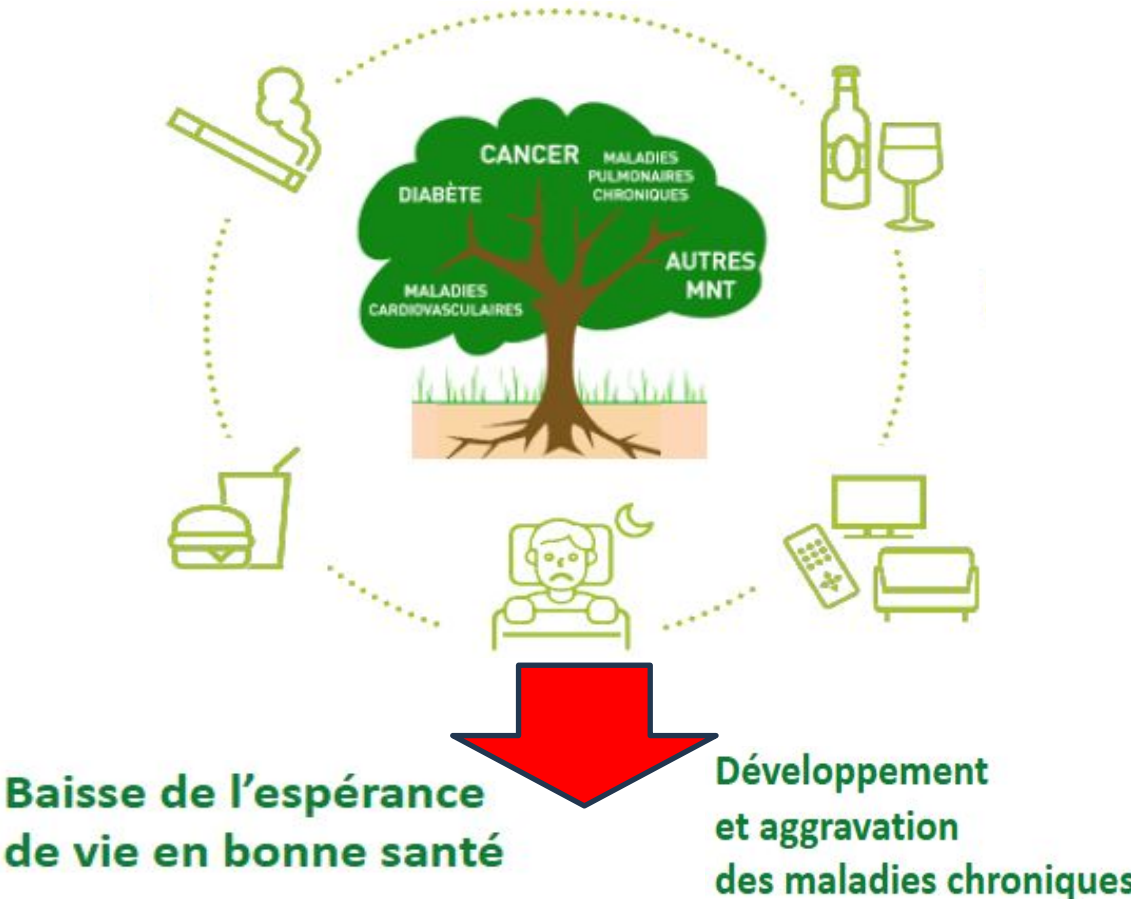 CANCER
MALADIES
PULMONAIRES
CHRONIQUES
DIABÈTE
AUTRES
MNT
MALADIES
CARDIOVASCULAIRES
Baisse de l'espérance
de vie en bonne santé
Développement
et aggravation
des maladies chroniques